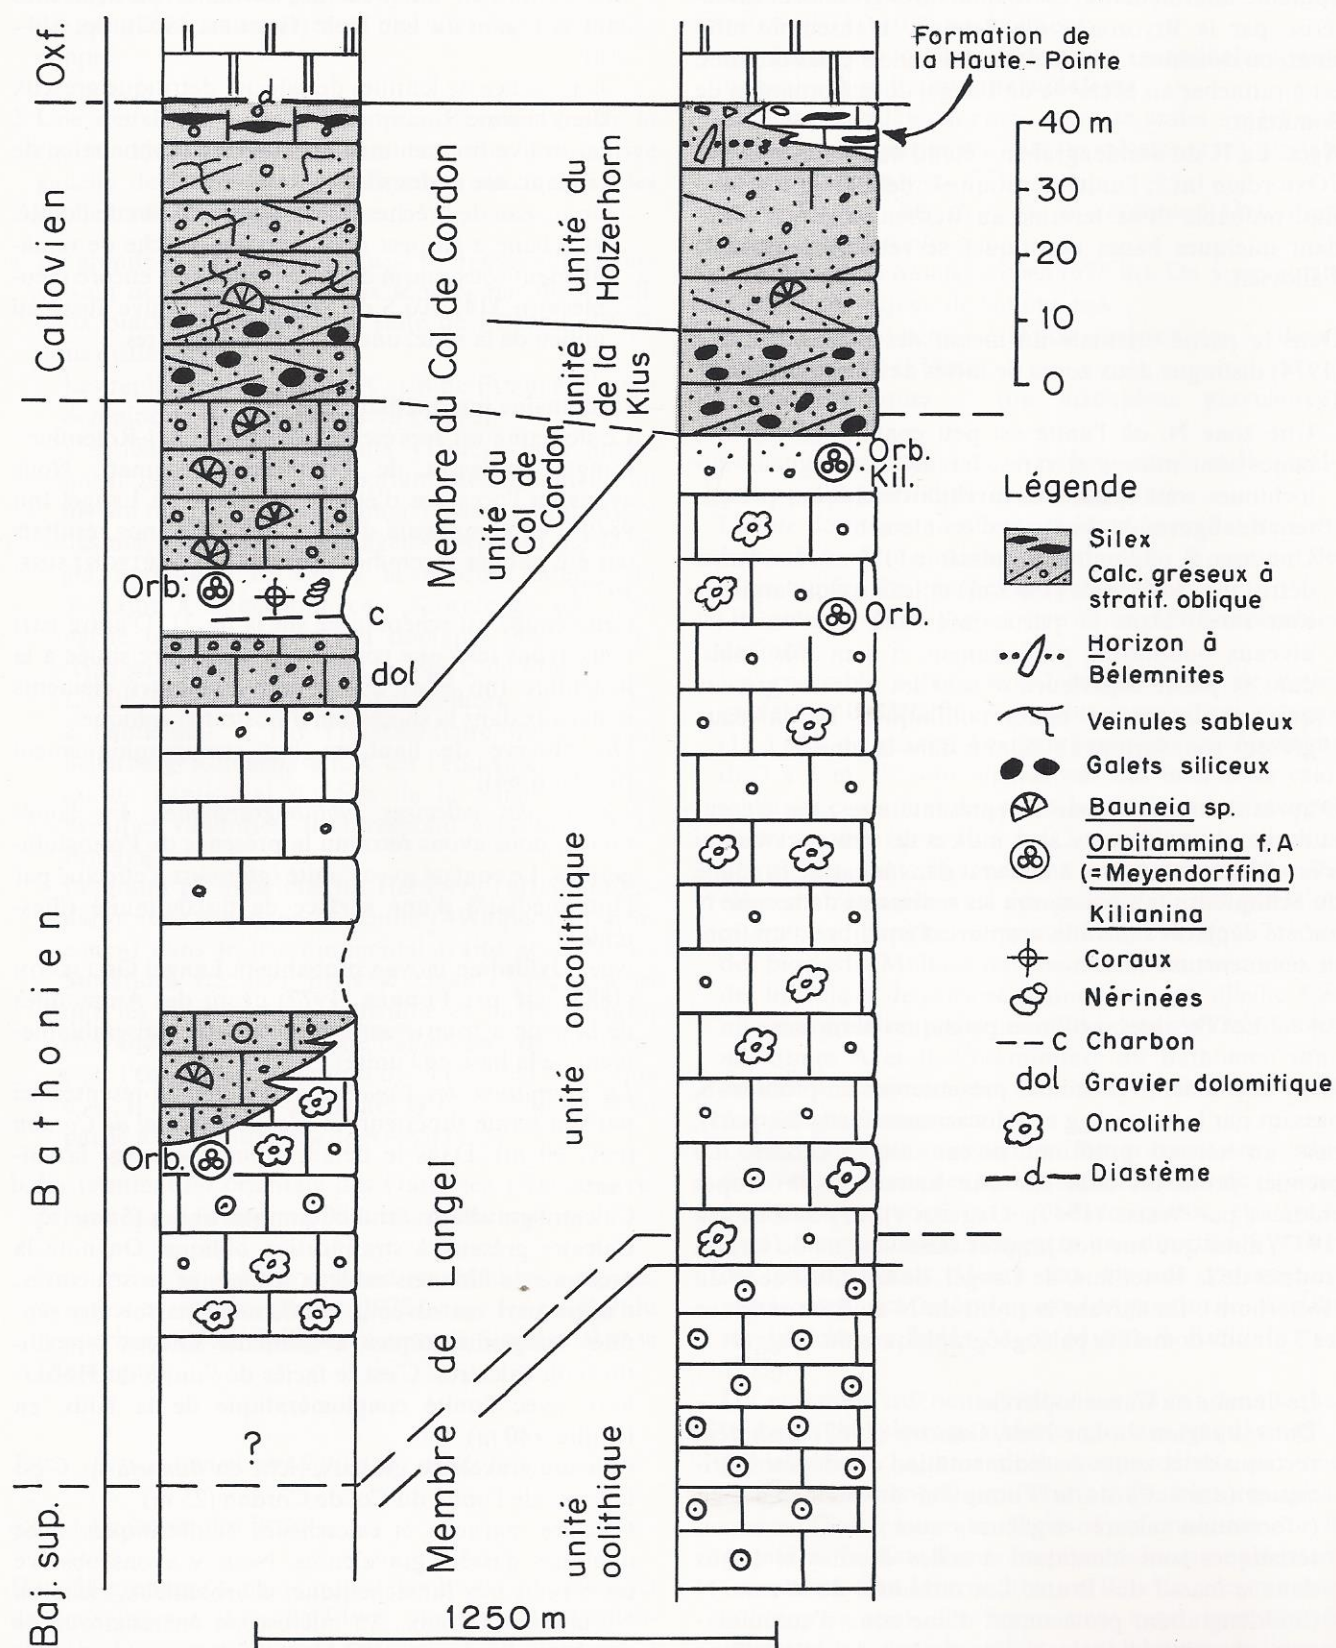 Oxf.
Callovien
Bathonien
Baj. sup.
d
Orb.
c
dol
Orb.
?
Membre du Col de Cordon
Membre de Langel
unité du
Holzerhorn
unité
de la
Klus
unité du
Col de
Cordon
unité oncolithique
unité
oolithique
Formation de
la Haute-Pointe
40 m
30
20
10
0
Orb.
Kil.
Orb.
Légende
Silex
Calc. gréseux à
stratif. oblique
Horizon à
Bélemnites
Veinules sableux
Galets siliceux
Bauneia sp.
Orbitammina f. A
(= Meyendorffina)
Kilianina
Coraux
Nérinées
c Charbon
dol Gravier dolomitique
Oncolithe
d Diastème
1250 m